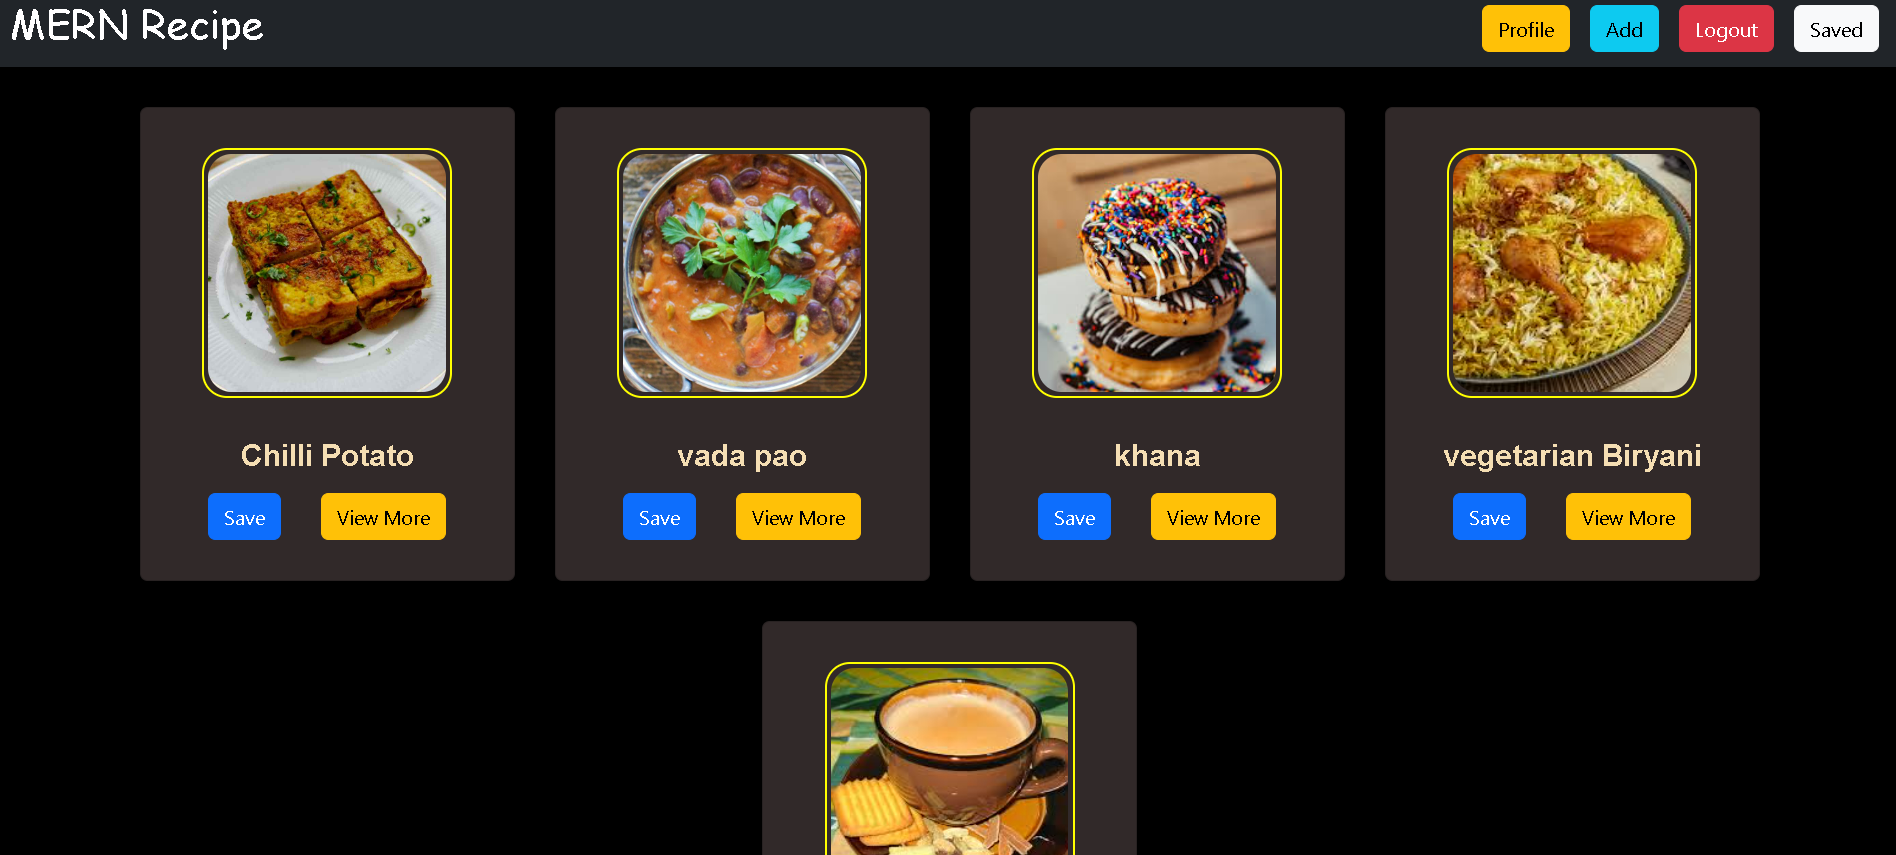 MERN Recipe
Profile Add Logout Saved
Chilli Potato vada pao khana vegetarian Biryani
Save View More Save View More Save View More Save View More